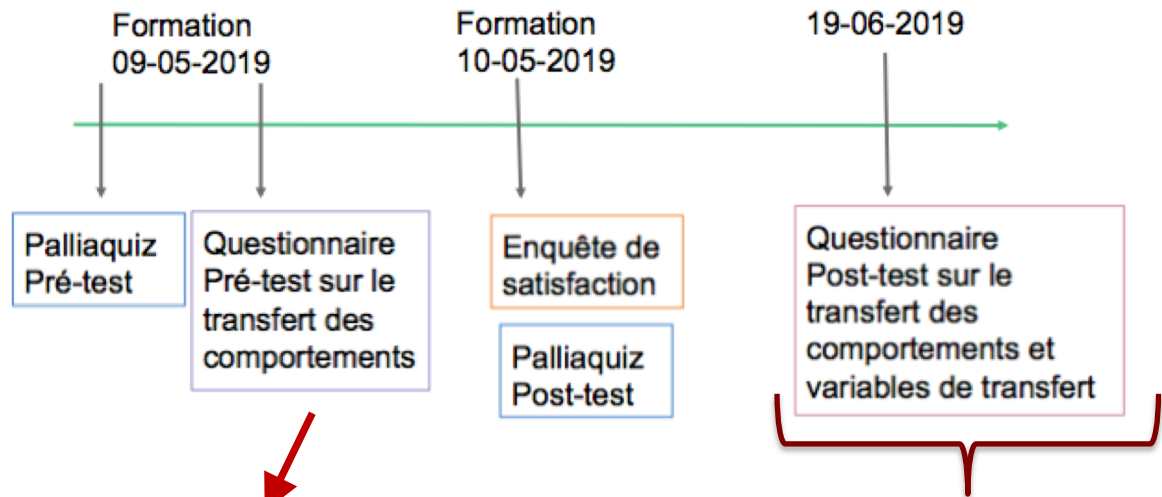 Formation
09-05-2019
Formation
10-05-2019
19-06-2019
Palliaquiz
Pré-test
Questionnaire
Pré-test sur le
transfert des
comportements
Enquête de
satisfaction
Palliaquiz
Post-test
Questionnaire
Post-test sur le
transfert des
comportements et
variables de transfert